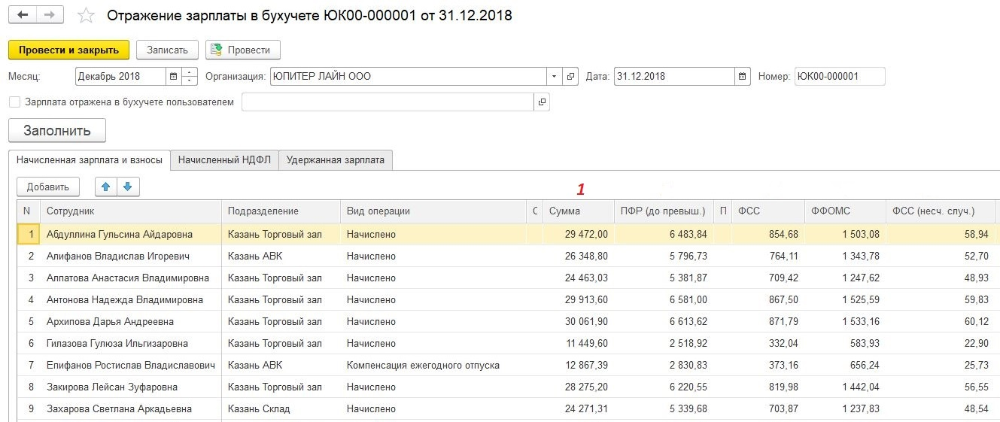 Отражение зарплаты в бухучете ЮК00-000001 от 31.12.2018
Провести и закрыть Записать Провести
Месяц: Декабрь 2018 Организация: ЮПИТЕР ЛАЙН ООО Дата: 31.12.2018 Номер: ЮК00-000001
Зарплата отражена в бухучете пользователем
Заполнить
Начисленная зарплата и взносы Начисленный НДФЛ Удержанная зарплата
Добавить
1
N Сотрудник Подразделение Вид операции С Сумма ПФР (до превыш.) П ФСС ФФОМС ФСС (несч. случ.)
1 Абдуллина Гульсина Айдаровна Казань Торговый зал Начислено 29 472,00 6 483,84 854,68 1 503,08 58,94
2 Алифанов Владислав Игоревич Казань АВК Начислено 26 348,80 5 796,73 764,11 1 343,78 52,70
3 Алпатова Анастасия Владимировна Казань Торговый зал Начислено 24 463,03 5 381,87 709,42 1 247,62 48,93
4 Антонова Надежда Владимировна Казань Торговый зал Начислено 29 913,60 6 581,00 867,50 1 525,59 59,83
5 Архипова Дарья Андреевна Казань Торговый зал Начислено 30 061,90 6 613,62 871,79 1 533,16 60,12
6 Гилазова Гулюза Ильгизаровна Казань Торговый зал Начислено 11 449,60 2 518,92 332,04 583,93 22,90
7 Епифанов Ростислав Владиславович Казань АВК Компенсация ежегодного отпуска 12 867,39 2 830,83 373,16 656,24 25,73
8 Закирова Лейсан Зуфаровна Казань Торговый зал Начислено 28 275,20 6 220,55 819,98 1 442,04 56,55
9 Захарова Светлана Аркадьевна Казань Склад Начислено 24 271,31 5 339,68 703,87 1 237,83 48,54